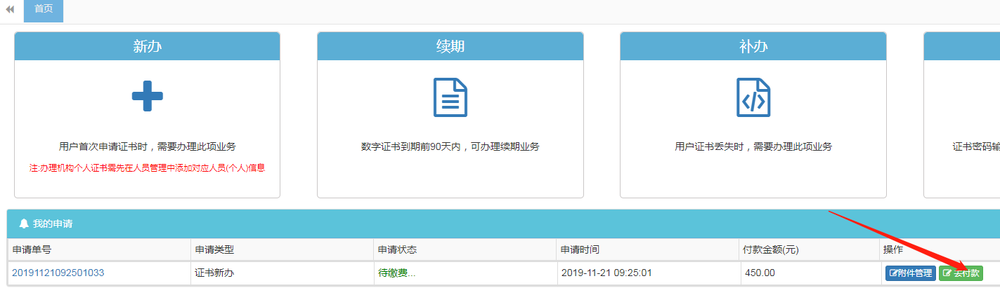 首页
新办
续期
补办
用户首次申请证书时，需要办理此项业务
注:办理机构个人证书需先在人员管理中添加对应人员(个人)信息
数字证书到期前90天内，可办理续期业务
用户证书丢失时，需要办理此项业务
证书密码输
我的申请
申请单号 申请类型 申请状态 申请时间 付款金额(元) 操作
20191121092501033 证书新办 待缴费... 2019-11-21 09:25:01 450.00 附件管理 去付款